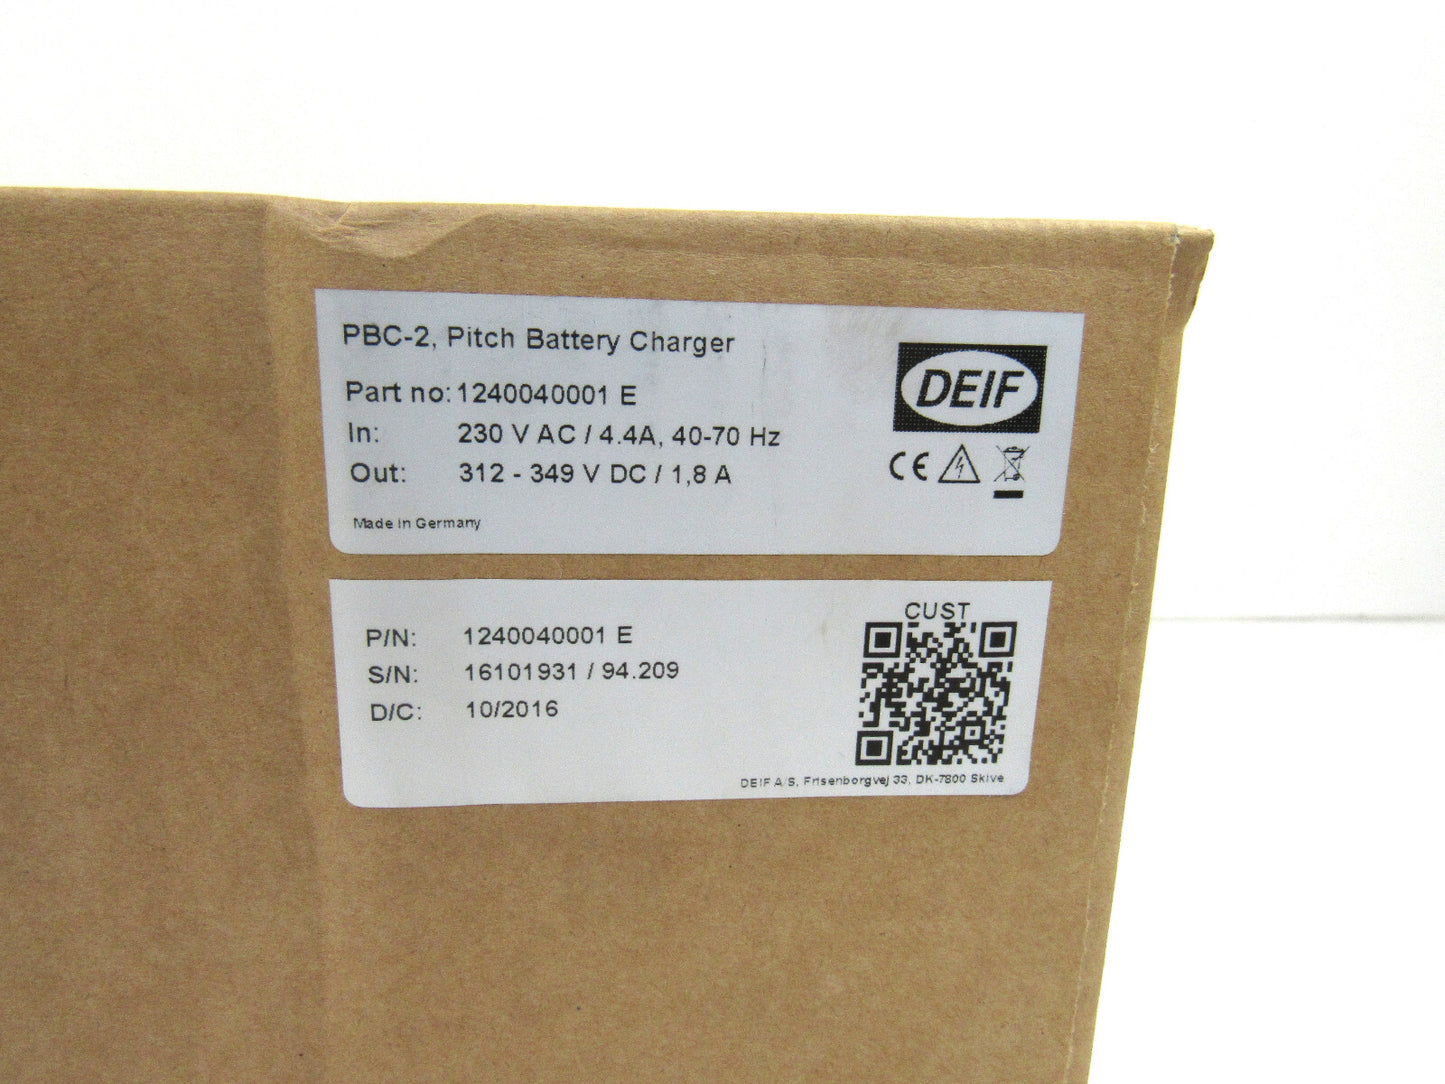 PBC-2, Pitch Battery Charger
Part no: 1240040001 E
In: 230 V AC / 4.4A, 40-70 Hz
Out: 312 - 349 V DC / 1,8 A
Made in Germany
DEIF
CE
P/N: 1240040001 E
S/N: 16101931 / 94.209
D/C: 10/2016
CUST
DEIF A/S, Frisenborgvej 33, DK-7800 Skive